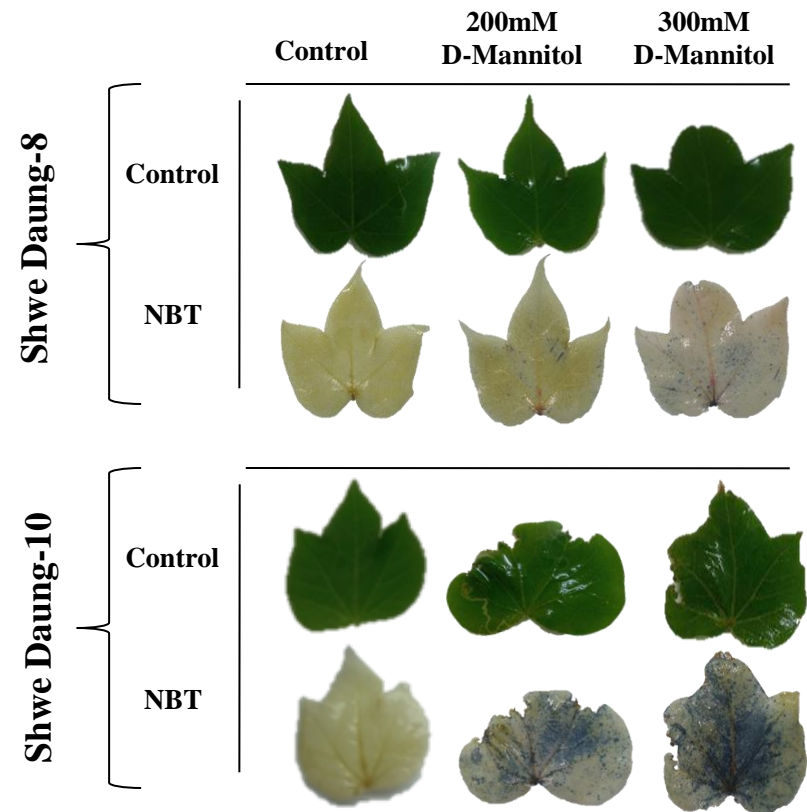 Control
200mM
D-Mannitol
300mM
D-Mannitol
Shwe Daung-8
Control
NBT
Shwe Daung-10
Control
NBT